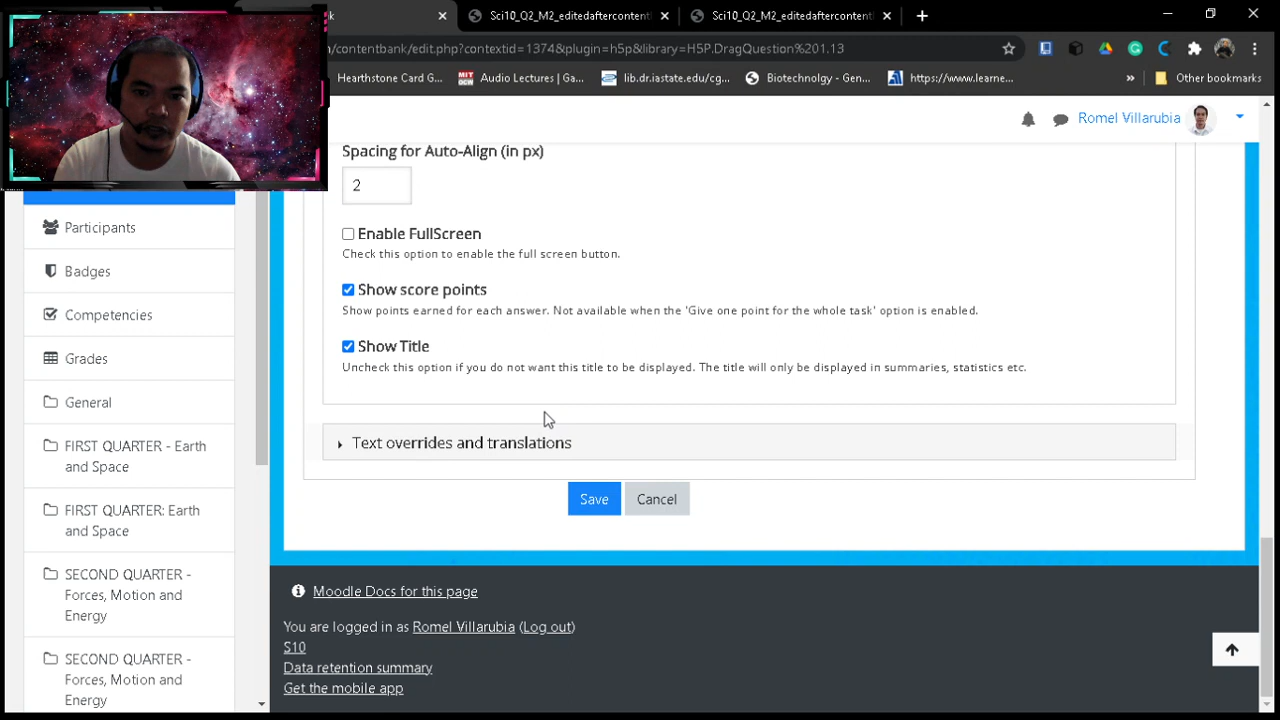 Sci10_Q2_M2_editedaftercontent
Sci10_Q2_M2_editedaftercontent
/contentbank/edit.php?contextid=1374&plugin=h5p&library=H5P.DragQuestion%201.13
Hearthstone Card G...
MIT OCW
Audio Lectures | Ga...
lib.dr.iastate.edu/cg...
Biotechnolgy - Gen...
https://www.learne...
»
Other bookmarks
Romel Villarubia
Spacing for Auto-Align (in px)
2
Enable FullScreen
Check this option to enable the full screen button.
Show score points
Show points earned for each answer. Not available when the 'Give one point for the whole task' option is enabled.
Show Title
Uncheck this option if you do not want this title to be displayed. The title will only be displayed in summaries, statistics etc.
Text overrides and translations
Save
Cancel
Participants
Badges
Competencies
Grades
General
FIRST QUARTER - Earth
and Space
FIRST QUARTER: Earth
and Space
SECOND QUARTER -
Forces, Motion and
Energy
SECOND QUARTER -
Forces, Motion and
Energy
Moodle Docs for this page
You are logged in as Romel Villarubia (Log out)
S10
Data retention summary
Get the mobile app